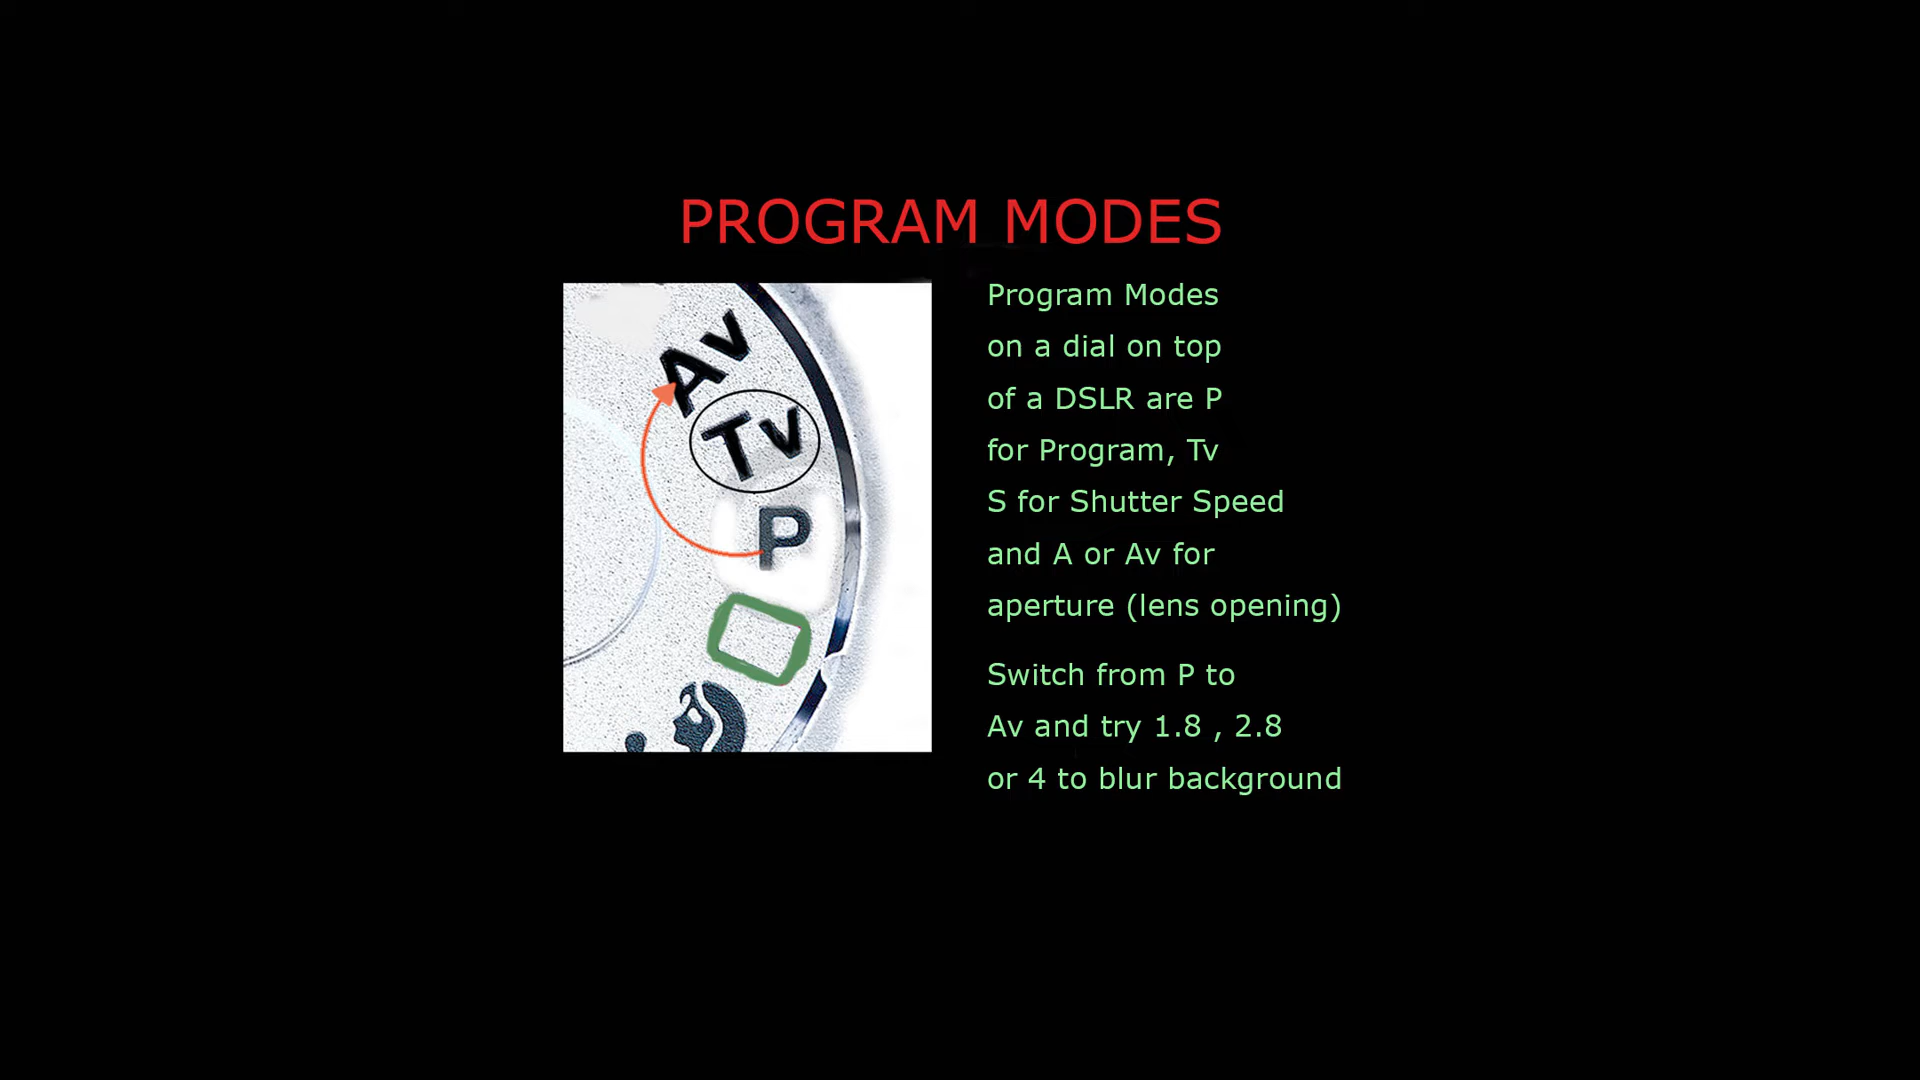 PROGRAM MODES
Av
Tv
P
Program Modes
on a dial on top
of a DSLR are P
for Program, Tv
S for Shutter Speed
and A or Av for
aperture (lens opening)
Switch from P to
Av and try 1.8 , 2.8
or 4 to blur background